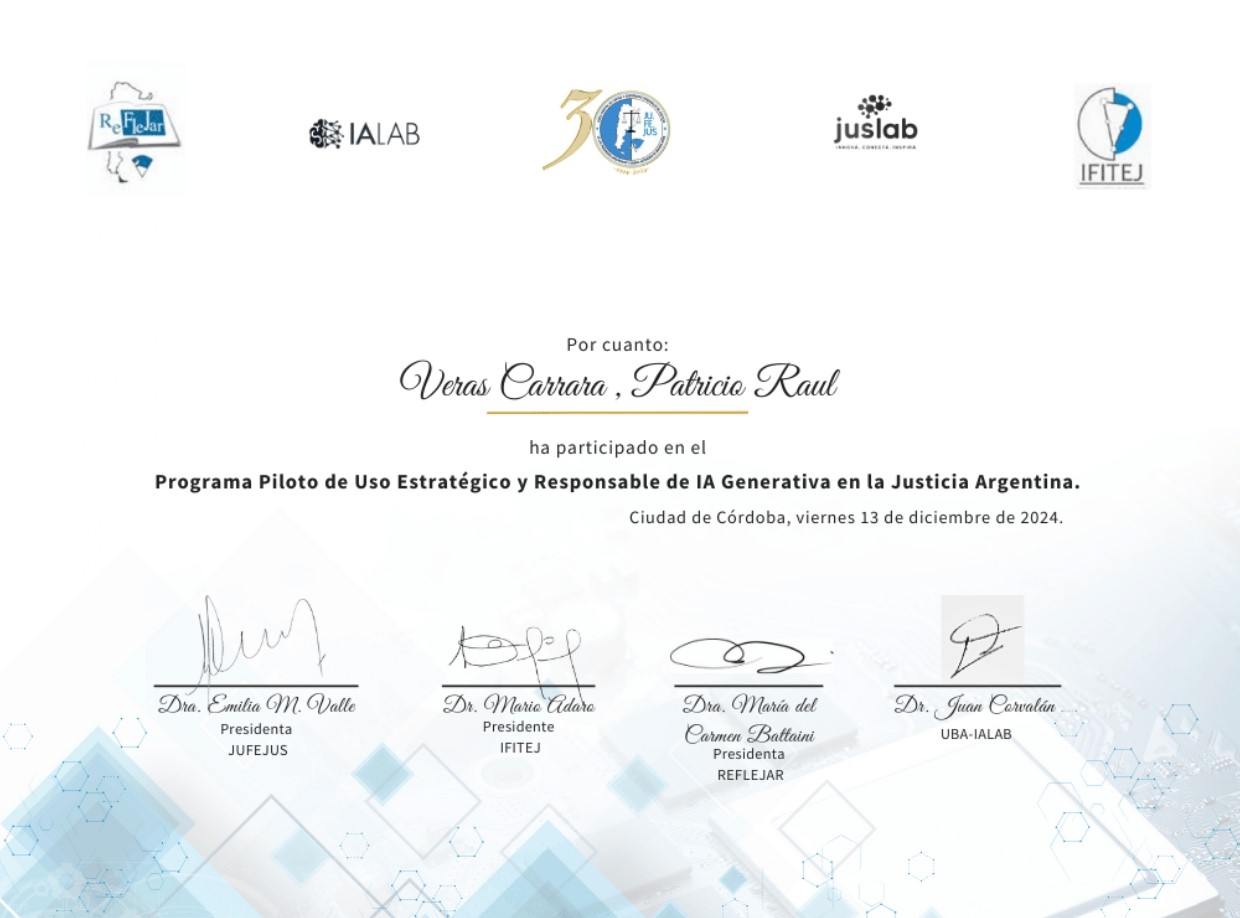 ReFleJar
IALAB
30
JU.
FE.
JUS
juslab
INNOVÁ. CONECTÁ. INSPIRÁ
IFITEJ
Por cuanto:
Veras Carrara , Patricio Raul
ha participado en el
Programa Piloto de Uso Estratégico y Responsable de IA Generativa en la Justicia Argentina.
Ciudad de Córdoba, viernes 13 de diciembre de 2024.
Dra. Emilia M. Valle
Presidenta
JUFEJUS
Dr. Mario Adaro
Presidente
IFITEJ
Dra. María del
Carmen Battaini
Presidenta
REFLEJAR
Dr. Juan Corvalán
UBA-IALAB